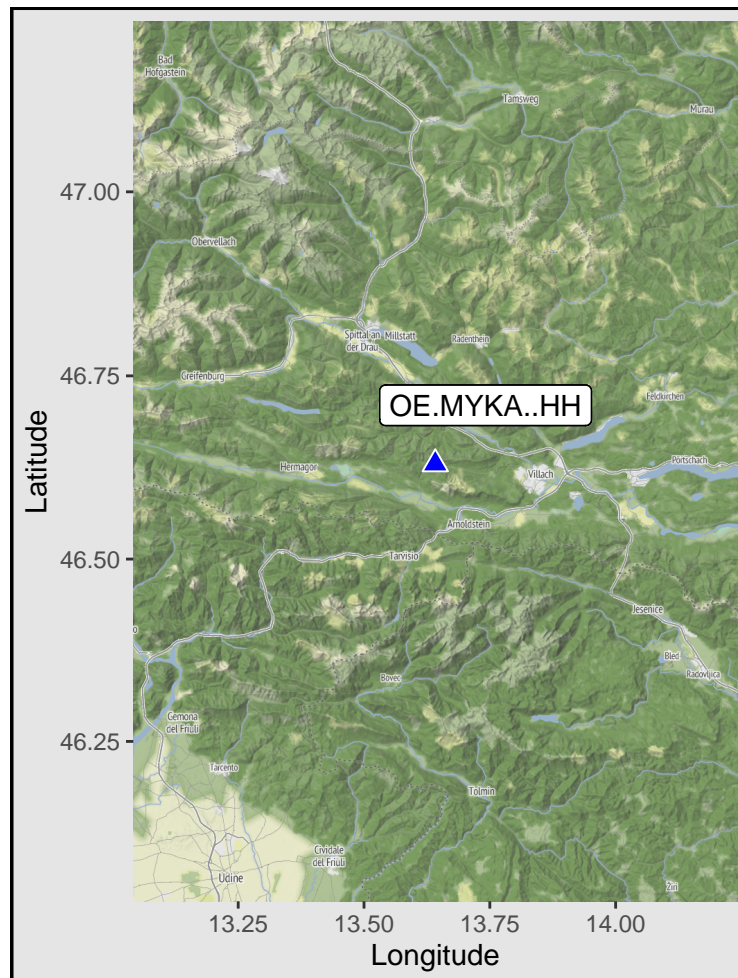 Bad
Hofgastein
Tamsweg
Murau
47.00
Obervellach
Spittal an
der Drau
Millstatt
Radenthein
46.75
Greifenburg
Feldkirchen
OE.MYKA..HH
Hermagor
Villach
Pörtschach
Latitude
Arnoldstein
46.50
Tarvisio
Jesenice
Bled
Radovljica
Bovec
Gemona
del Friuli
46.25
Tarcento
Tolmin
Cividale
del Friuli
Udine
Žiri
13.25
13.50
13.75
14.00
Longitude